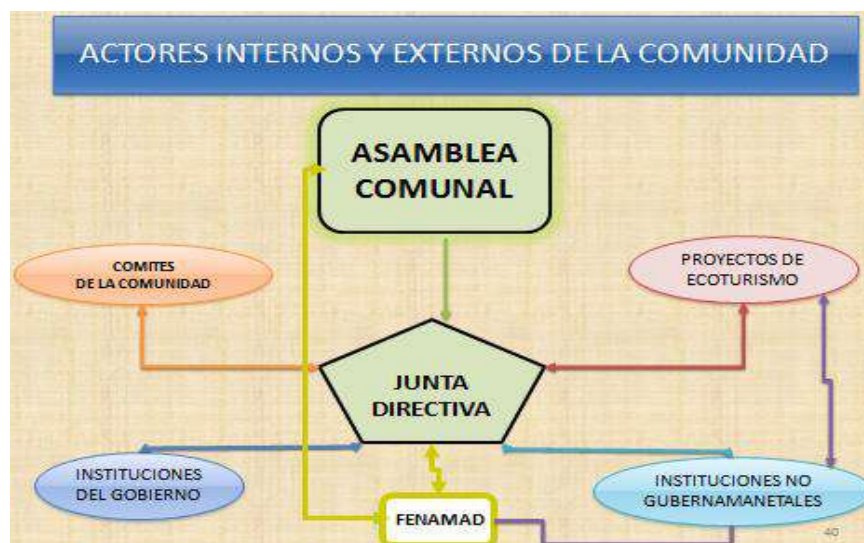 ACTORES INTERNOS Y EXTERNOS DE LA COMUNIDAD
ASAMBLEA
COMUNAL
COMITES
DE LA COMUNIDAD
PROYECTOS DE
ECOTURISMO
JUNTA
DIRECTIVA
INSTITUCIONES
DEL GOBIERNO
INSTITUCIONES NO
GUBERNAMANETALES
FENAMAD
40